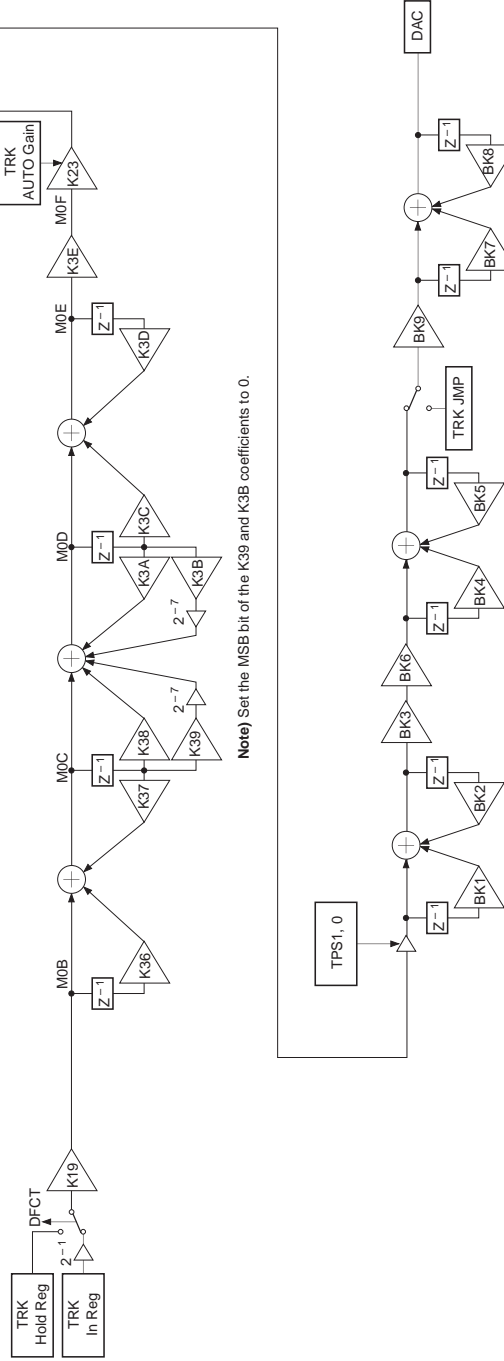 TRK
Hold Reg
TRK
In Reg
2⁻¹
DFCT
K19
M0B
Z⁻¹
K36
M0C
Z⁻¹
K37
K38
K39
2⁻⁷
2⁻⁷
M0D
Z⁻¹
K3A
K3B
K3C
M0E
Z⁻¹
K3D
K3E
M0F
K23
TRK
AUTO Gain
Note) Set the MSB bit of the K39 and K3B coefficients to 0.
TPS1, 0
Z⁻¹
BK1
Z⁻¹
BK2
BK3
BK6
Z⁻¹
BK4
Z⁻¹
BK5
TRK JMP
BK9
Z⁻¹
BK7
Z⁻¹
BK8
DAC